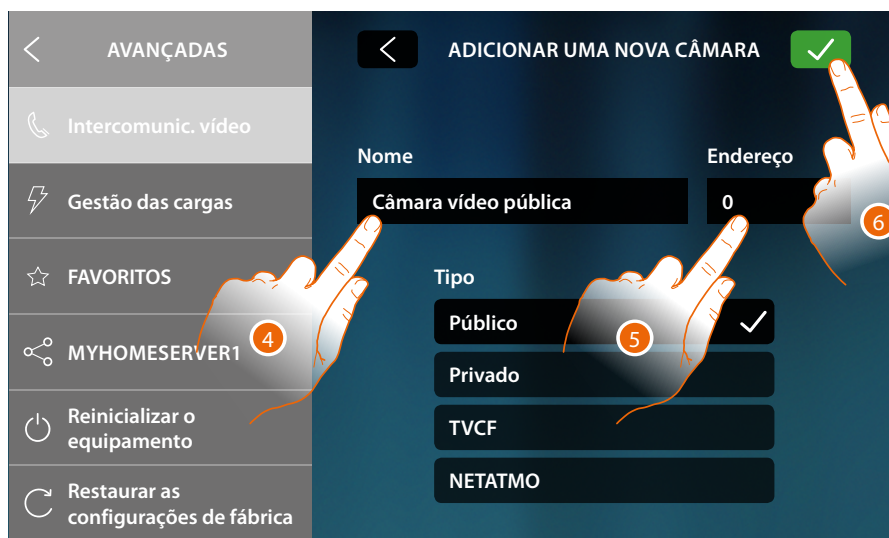 AVANÇADAS
Intercomunic. vídeo
Gestão das cargas
FAVORITOS
MYHOMESERVER1
Reinicializar o
equipamento
Restaurar as
configurações de fábrica
ADICIONAR UMA NOVA CÂMARA
Nome
Endereço
Câmara vídeo pública
0
Tipo
Público
Privado
TVCF
NETATMO
4
5
6